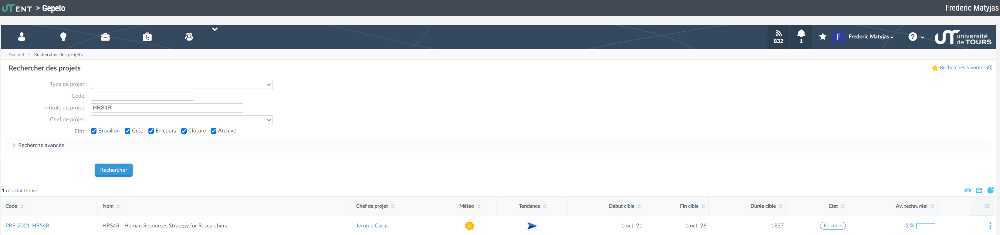 UT ENT > Gepeto
Frederic Matyjas
832
1
F
Frederic Matyjas
?
université
de TOURS
Accueil > Rechercher des projets
Rechercher des projets
Recherches favorites (0)
Type de projet:
Code:
Intitulé du projet: HRS4R
Chef de projet:
Etat: Brouillon Créé En cours Clôturé Archivé
Recherche avancée
Rechercher
1 résultat trouvé
Code Nom Chef de projet Météo Tendance Début cible Fin cible Durée cible Etat Av. techn. réel
PRE-2021-HRS4R HRS4R - Human Resources Strategy for Researchers Jerome Casas 1 oct. 21 1 oct. 26 1827 En cours 2 %